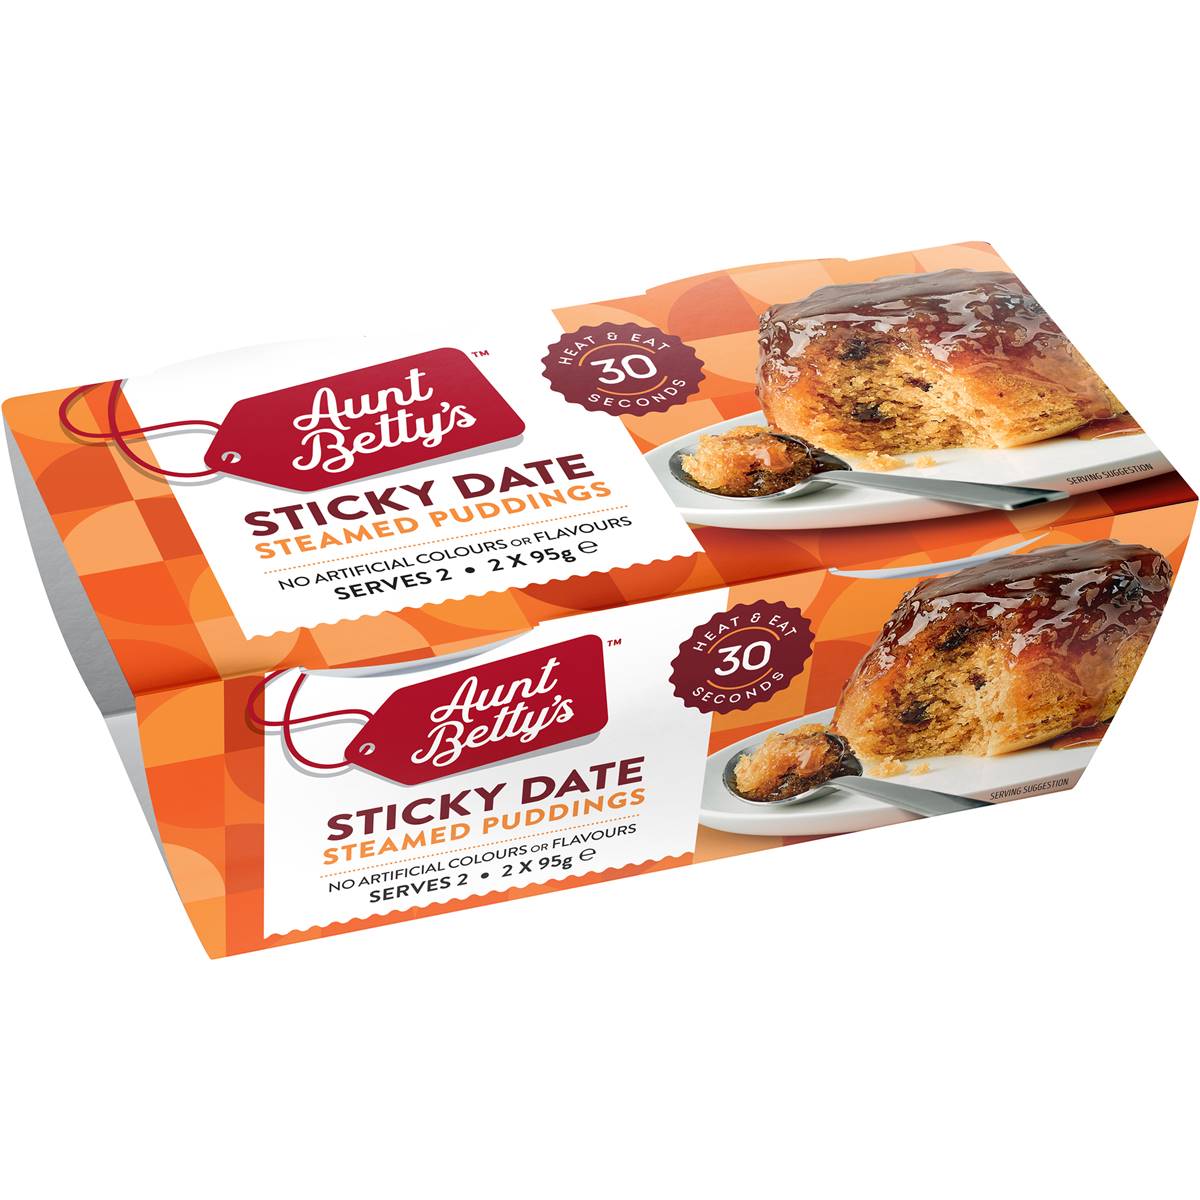 Aunt
Betty's
TM
STICKY DATE
STEAMED PUDDINGS
NO ARTIFICIAL COLOURS OR FLAVOURS
SERVES 2 • 2 X 95g ℮
HEAT & EAT
30
SECONDS
SERVING SUGGESTION
Aunt
Betty's
TM
STICKY DATE
STEAMED PUDDINGS
NO ARTIFICIAL COLOURS OR FLAVOURS
SERVES 2 • 2 X 95g ℮
HEAT & EAT
30
SECONDS
SERVING SUGGESTION